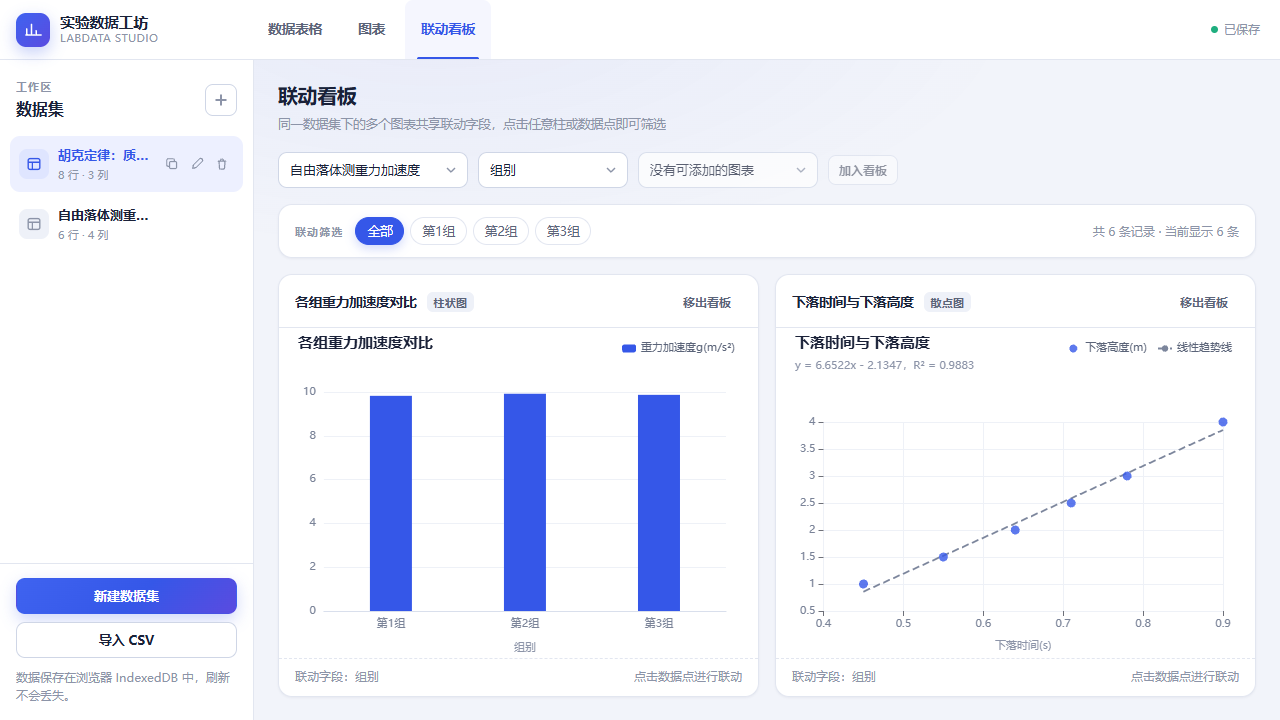 实验数据工坊
LABDATA STUDIO
数据表格
图表
联动看板
已保存
工作区
数据集
胡克定律：质...
8 行 · 3 列
自由落体测重...
6 行 · 4 列
新建数据集
导入 CSV
数据保存在浏览器 IndexedDB 中，刷新
不会丢失。
联动看板
同一数据集下的多个图表共享联动字段，点击任意柱或数据点即可筛选
自由落体测重力加速度
组别
没有可添加的图表
加入看板
联动筛选
全部
第1组
第2组
第3组
共 6 条记录 · 当前显示 6 条
各组重力加速度对比
柱状图
移出看板
各组重力加速度对比
重力加速度g(m/s²)
10
8
6
4
2
0
第1组
第2组
第3组
组别
联动字段：组别
点击数据点进行联动
下落时间与下落高度
散点图
移出看板
下落时间与下落高度
y = 6.6522x - 2.1347，R² = 0.9883
下落高度(m)
线性趋势线
4
3.5
3
2.5
2
1.5
1
0.5
0.4
0.5
0.6
0.7
0.8
0.9
下落时间(s)
联动字段：组别
点击数据点进行联动